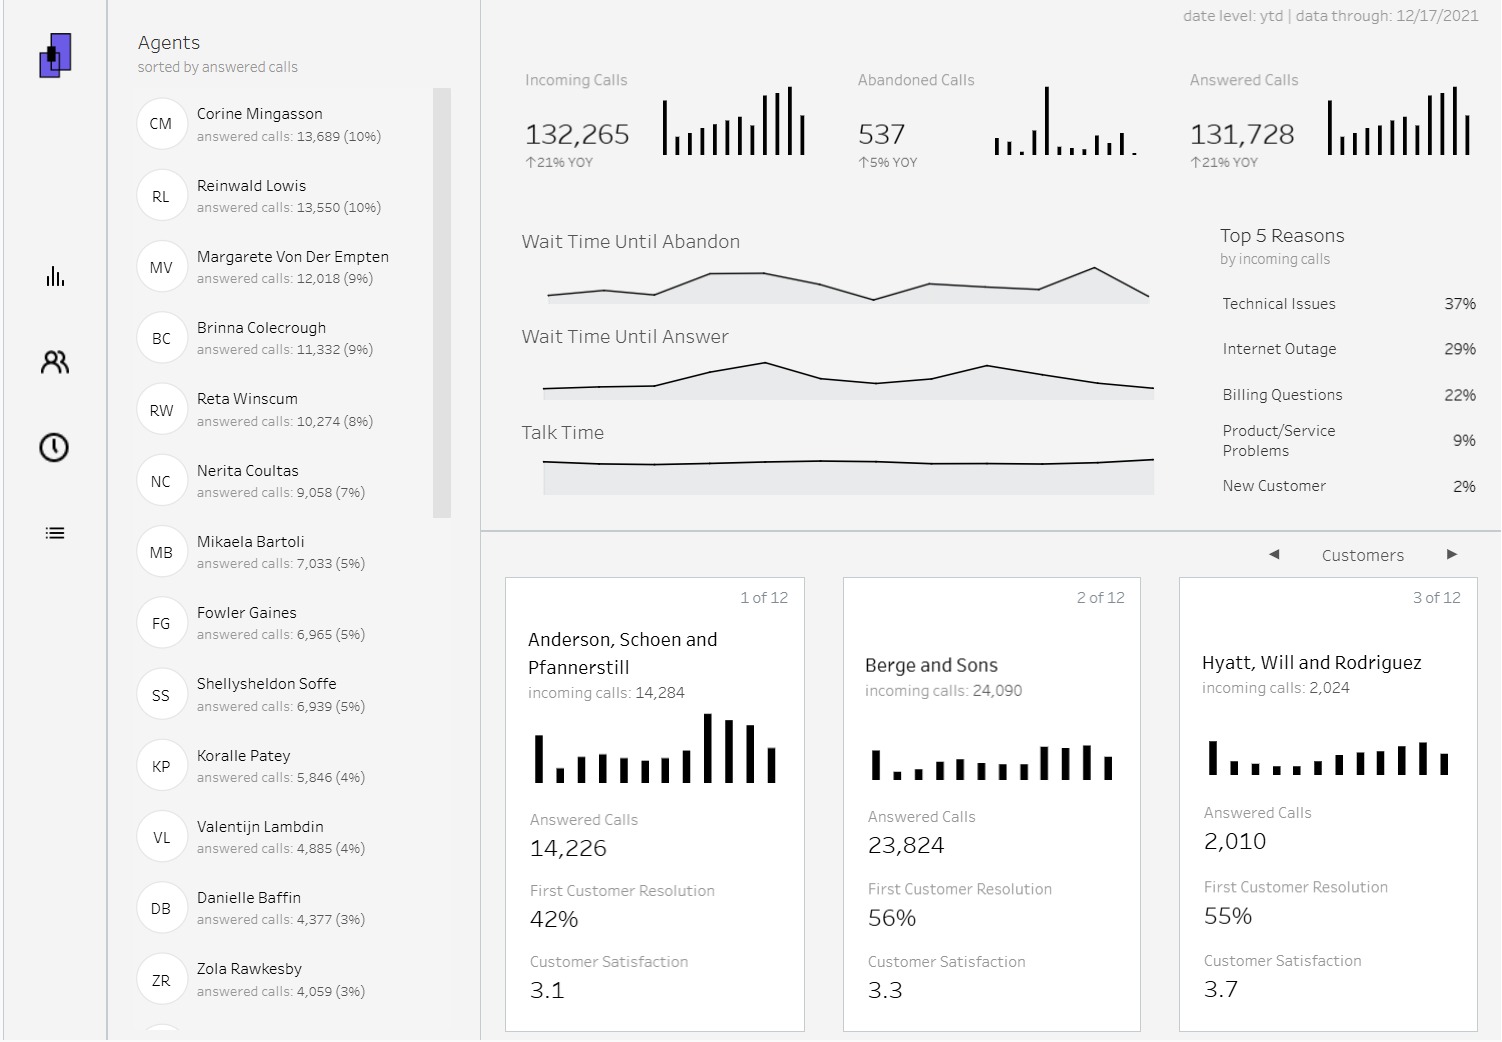 date level: ytd | data through: 12/17/2021
Agents
sorted by answered calls
CM
Corine Mingasson
answered calls: 13,689 (10%)
RL
Reinwald Lowis
answered calls: 13,550 (10%)
MV
Margarete Von Der Empten
answered calls: 12,018 (9%)
BC
Brinna Colecrough
answered calls: 11,332 (9%)
RW
Reta Winscum
answered calls: 10,274 (8%)
NC
Nerita Coultas
answered calls: 9,058 (7%)
MB
Mikaela Bartoli
answered calls: 7,033 (5%)
FG
Fowler Gaines
answered calls: 6,965 (5%)
SS
Shellysheldon Soffe
answered calls: 6,939 (5%)
KP
Koralle Patey
answered calls: 5,846 (4%)
VL
Valentijn Lambdin
answered calls: 4,885 (4%)
DB
Danielle Baffin
answered calls: 4,377 (3%)
ZR
Zola Rawkesby
answered calls: 4,059 (3%)
Incoming Calls
132,265
↑21% YOY
Abandoned Calls
537
↑5% YOY
Answered Calls
131,728
↑21% YOY
Wait Time Until Abandon
Wait Time Until Answer
Talk Time
Top 5 Reasons
by incoming calls
Technical Issues 37%
Internet Outage 29%
Billing Questions 22%
Product/Service
Problems 9%
New Customer 2%
◀ Customers ▶
1 of 12
Anderson, Schoen and
Pfannerstill
incoming calls: 14,284
Answered Calls
14,226
First Customer Resolution
42%
Customer Satisfaction
3.1
2 of 12
Berge and Sons
incoming calls: 24,090
Answered Calls
23,824
First Customer Resolution
56%
Customer Satisfaction
3.3
3 of 12
Hyatt, Will and Rodriguez
incoming calls: 2,024
Answered Calls
2,010
First Customer Resolution
55%
Customer Satisfaction
3.7